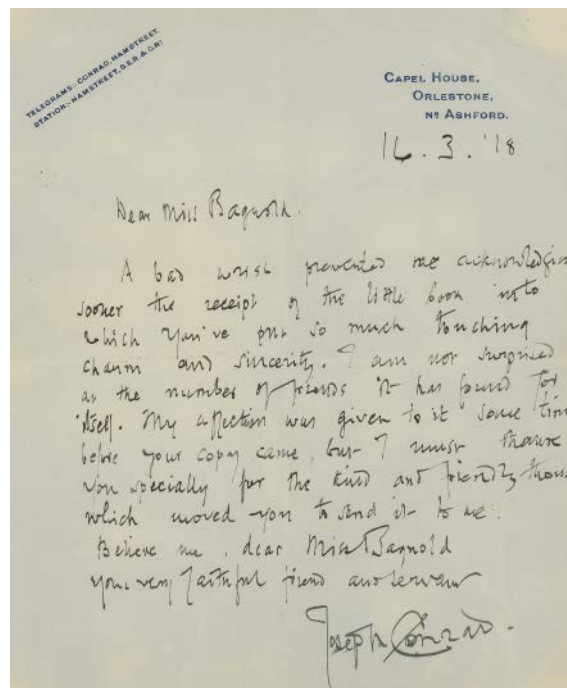 TELEGRAMS:- CONRAD, HAMSTREET.
STATION:- HAMSTREET, S.E.R. & C.R.
CAPEL HOUSE,
ORLESTONE,
NR ASHFORD.
16.3.'18
Dear Miss Bagnold.
A bad wrist prevented me acknowledging
sooner the receipt of the little book into
which you've put so much touching
charm and sincerity. I am not surprised
at the number of friends it has found for
itself. My affection was given to it some time
before your copy came, but I must thank
you specially for the kind and friendly thou
which moved you to send it to me.
Believe me, dear Miss Bagnold
your very faithful friend and servant
Joseph Conrad.